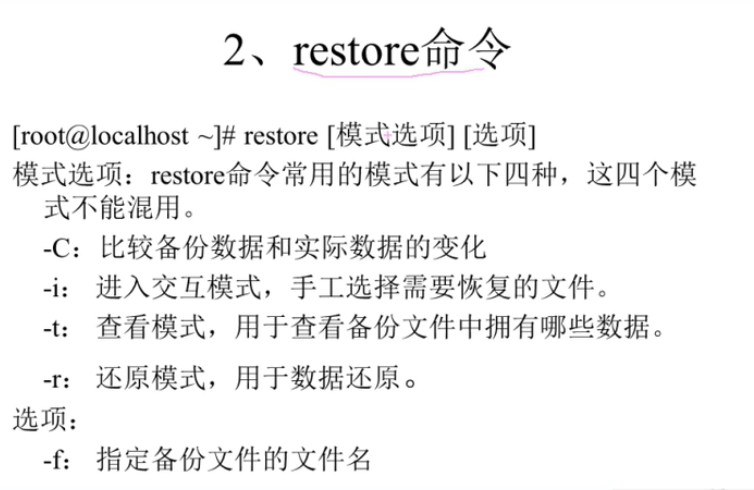 2、restore命令
[root@localhost ~]# restore [模式选项] [选项]
模式选项：restore命令常用的模式有以下四种，这四个模
式不能混用。
-C：比较备份数据和实际数据的变化
-i： 进入交互模式，手工选择需要恢复的文件。
-t： 查看模式，用于查看备份文件中拥有哪些数据。
-r： 还原模式，用于数据还原。
选项：
-f： 指定备份文件的文件名